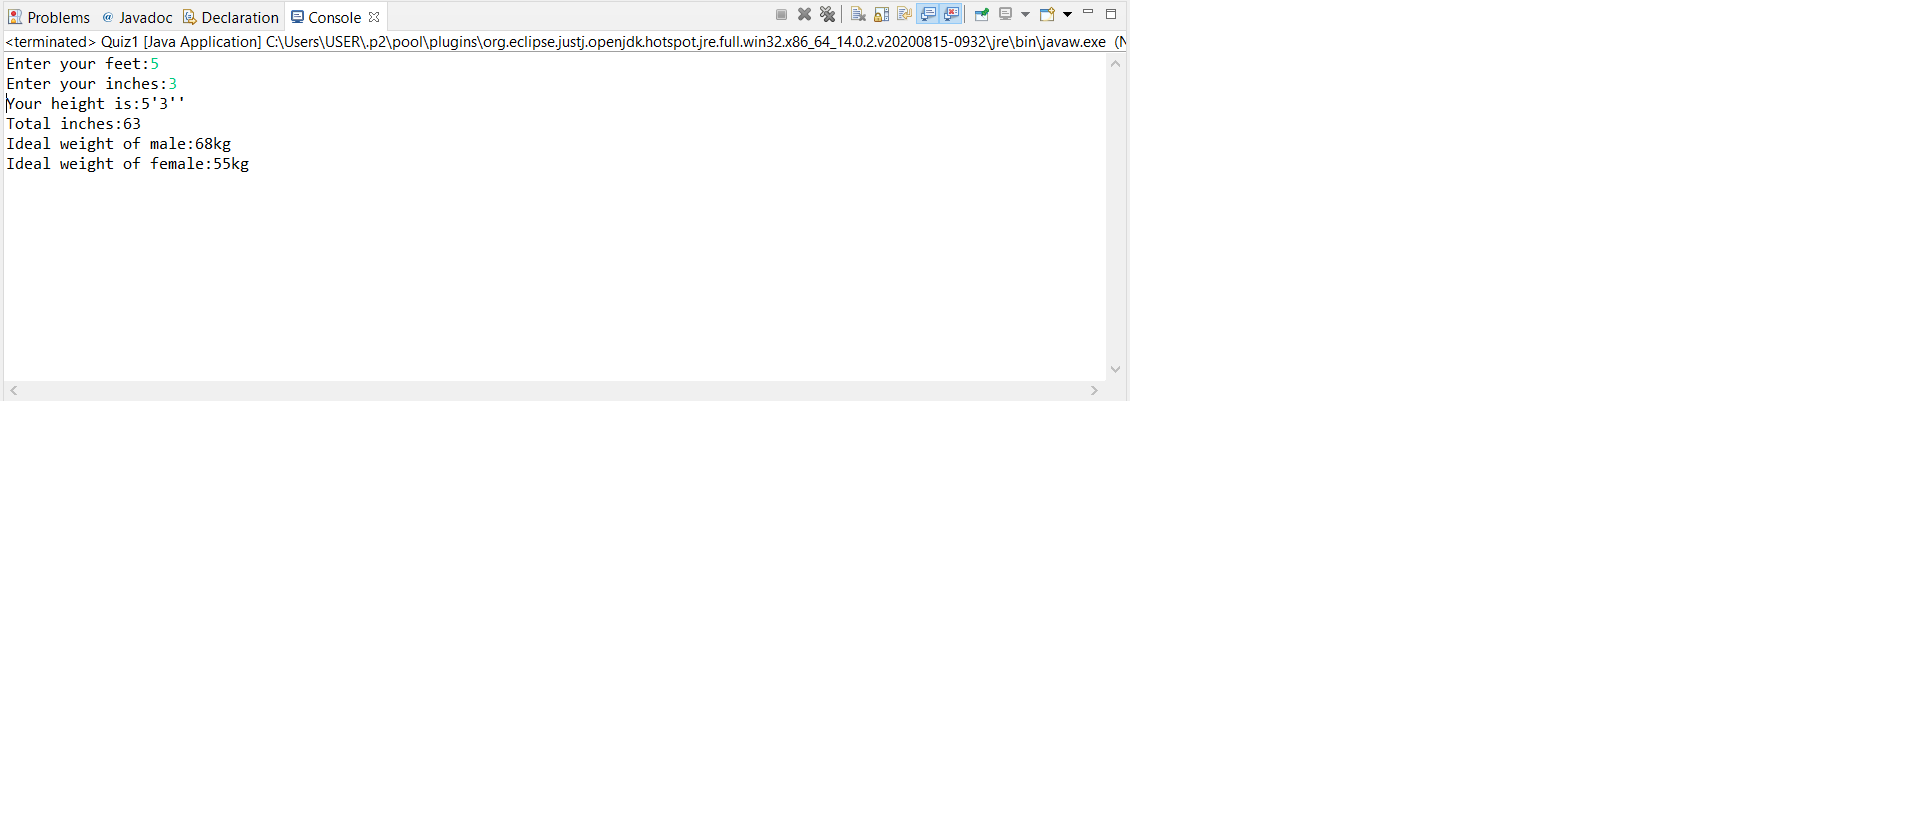 Problems @ Javadoc Declaration Console
<terminated> Quiz1 [Java Application] C:\Users\USER\.p2\pool\plugins\org.eclipse.justj.openjdk.hotspot.jre.full.win32.x86_64_14.0.2.v20200815-0932\jre\bin\javaw.exe (N
Enter your feet:5
Enter your inches:3
Your height is:5'3''
Total inches:63
Ideal weight of male:68kg
Ideal weight of female:55kg